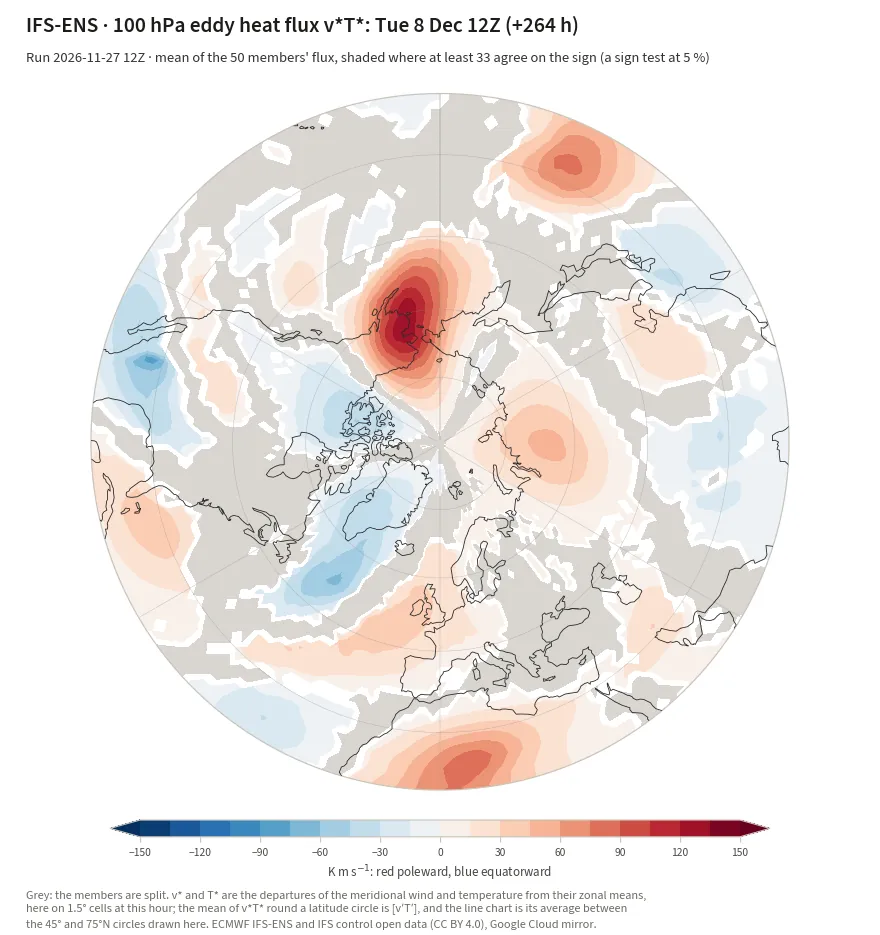 IFS-ENS · 100 hPa eddy heat flux v*T*: Tue 8 Dec 12Z (+264 h)
Run 2026-11-27 12Z · mean of the 50 members' flux, shaded where at least 33 agree on the sign (a sign test at 5 %)
−150 −120 −90 −60 −30 0 30 60 90 120 150
K m s⁻¹: red poleward, blue equatorward
Grey: the members are split. v* and T* are the departures of the meridional wind and temperature from their zonal means,
here on 1.5° cells at this hour; the mean of v*T* round a latitude circle is [v′T′], and the line chart is its average between
the 45° and 75°N circles drawn here. ECMWF IFS-ENS and IFS control open data (CC BY 4.0), Google Cloud mirror.